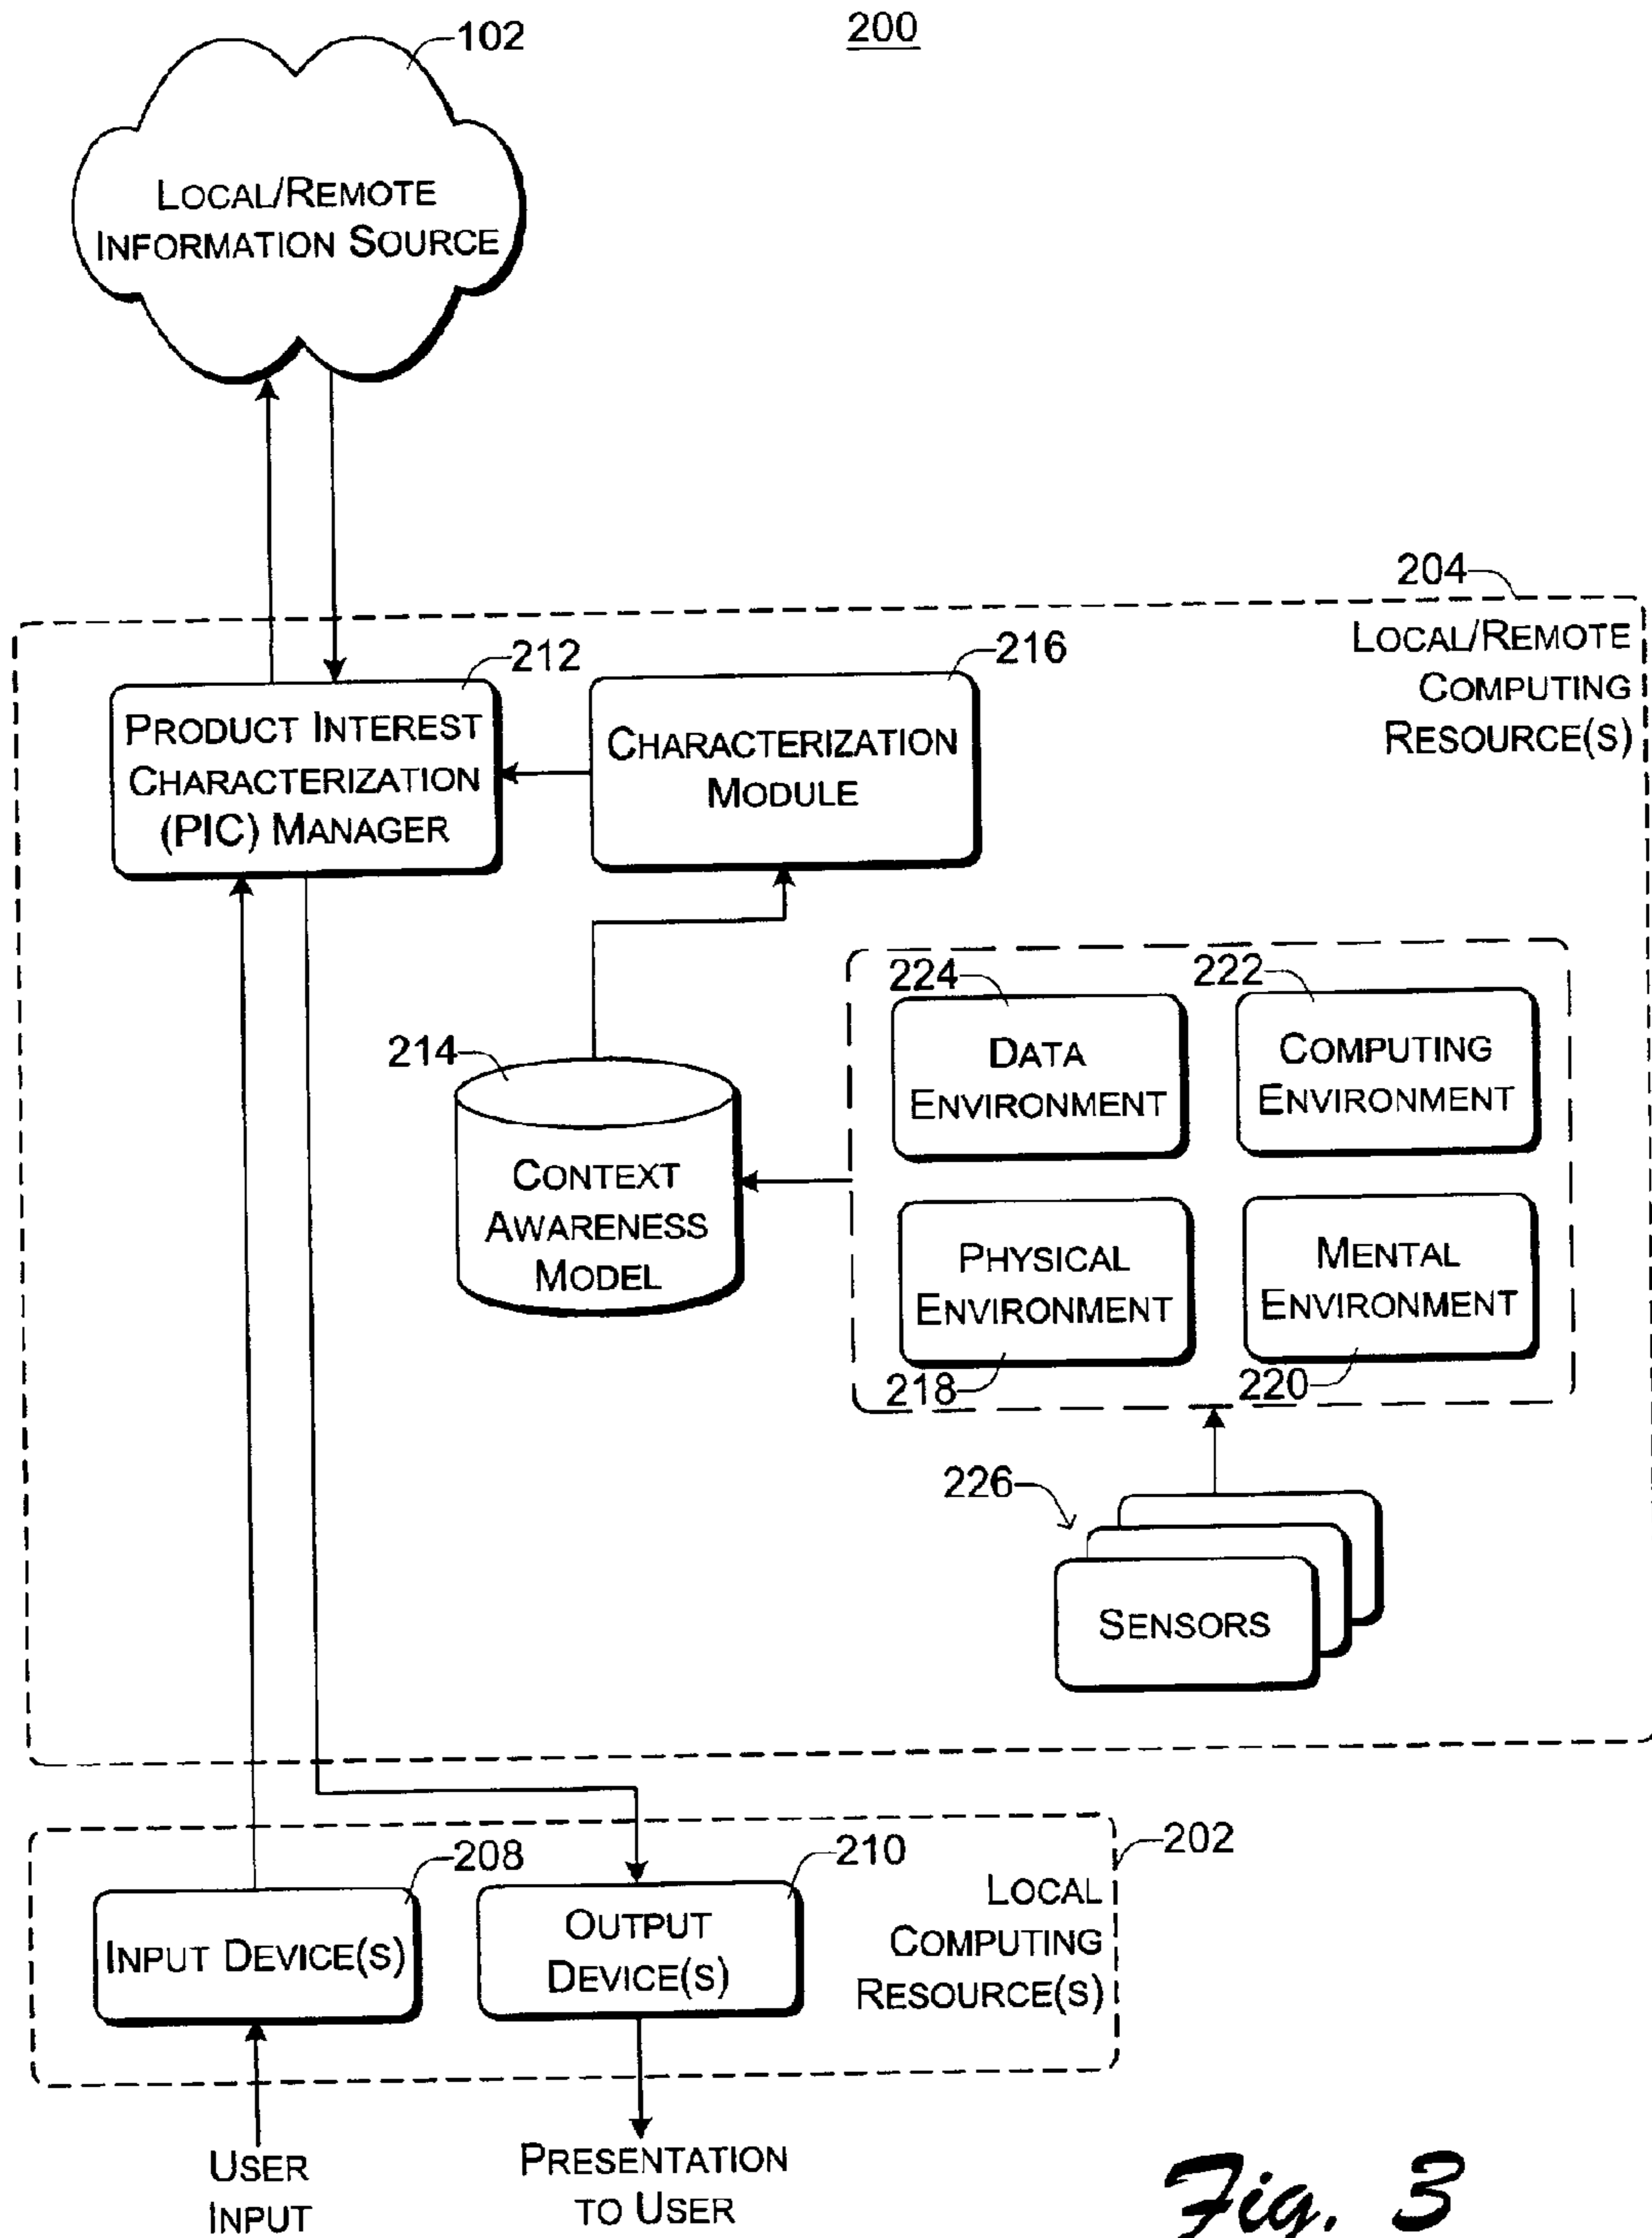 200
102
LOCAL/REMOTE
INFORMATION SOURCE
204
LOCAL/REMOTE
COMPUTING
RESOURCE(S)
212
PRODUCT INTEREST
CHARACTERIZATION
(PIC) MANAGER
216
CHARACTERIZATION
MODULE
214
CONTEXT
AWARENESS
MODEL
224
DATA
ENVIRONMENT
222
COMPUTING
ENVIRONMENT
PHYSICAL
ENVIRONMENT
218
MENTAL
ENVIRONMENT
220
226
SENSORS
202
LOCAL
COMPUTING
RESOURCE(S)
208
INPUT DEVICE(S)
210
OUTPUT
DEVICE(S)
USER
INPUT
PRESENTATION
TO USER
Fig. 3